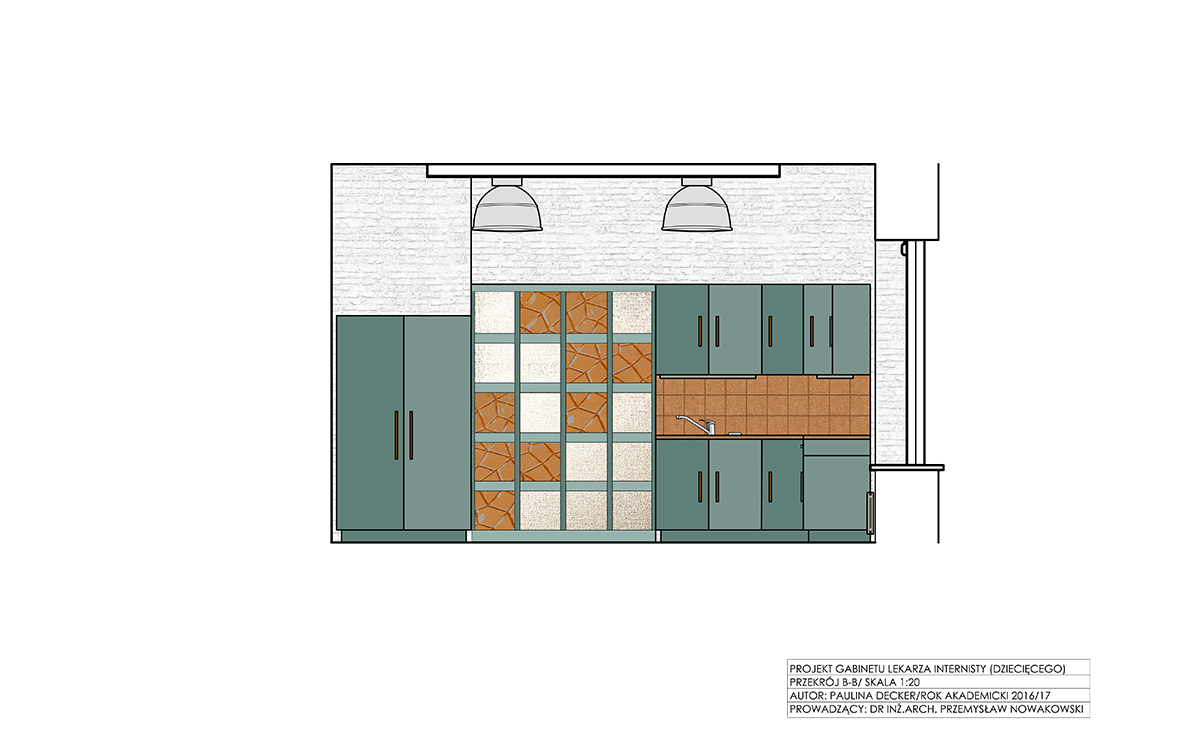 PROJEKT GABINETU LEKARZA INTERNISTY (DZIECIĘCEGO)
PRZEKRÓJ B-B/ SKALA 1:20
AUTOR: PAULINA DECKER/ROK AKADEMICKI 2016/17
PROWADZĄCY: DR INŻ.ARCH. PRZEMYSŁAW NOWAKOWSKI